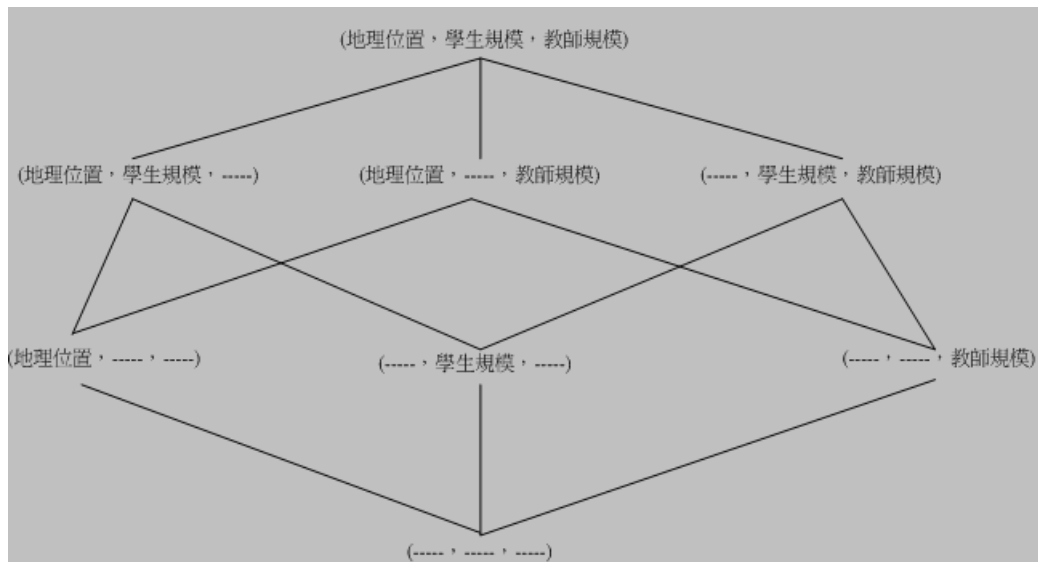 (地理位置，學生規模，教師規模)
(地理位置，學生規模，-----)
(地理位置，-----，教師規模)
(-----，學生規模，教師規模)
(地理位置，-----，-----)
(-----，學生規模，-----)
(-----，-----，教師規模)
(-----，-----，-----)